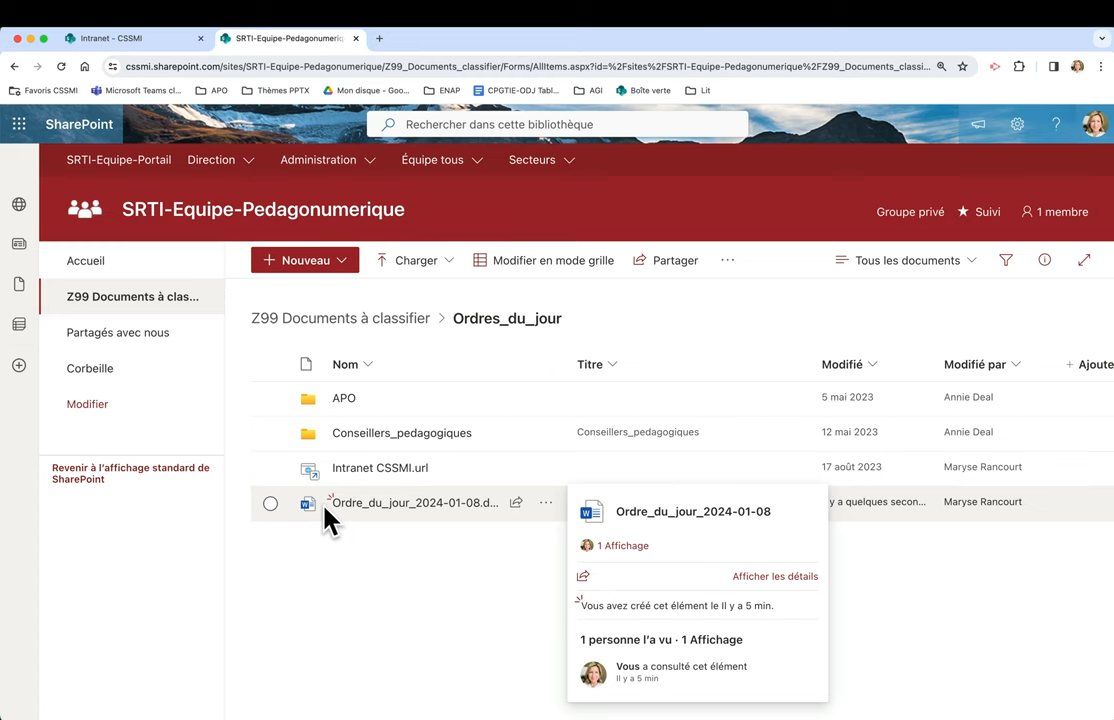 Intranet - CSSMI
SRTI-Equipe-Pedagonumeriq
cssmi.sharepoint.com/sites/SRTI-Equipe-Pedagonumerique/Z99_Documents_classifier/Forms/AllItems.aspx?id=%2Fsites%2FSRTI-Equipe-Pedagonumerique%2FZ99_Documents_classi...
Favoris CSSMI
Microsoft Teams cl...
APO
Thèmes PPTX
Mon disque - Goo...
ENAP
CPGTIE-ODJ Tabl...
AGI
Boîte verte
Lit
SharePoint
Rechercher dans cette bibliothèque
SRTI-Equipe-Portail
Direction
Administration
Équipe tous
Secteurs
SRTI-Equipe-Pedagonumerique
Groupe privé
Suivi
1 membre
Accueil
Z99 Documents à clas...
Partagés avec nous
Corbeille
Modifier
Revenir à l'affichage standard de
SharePoint
Nouveau
Charger
Modifier en mode grille
Partager
Tous les documents
Z99 Documents à classifier > Ordres_du_jour
Nom
Titre
Modifié
Modifié par
+ Ajoute
APO
5 mai 2023
Annie Deal
Conseillers_pedagogiques
Conseillers_pedagogiques
12 mai 2023
Annie Deal
Intranet CSSMI.url
17 août 2023
Maryse Rancourt
Ordre_du_jour_2024-01-08.d...
y a quelques secon...
Maryse Rancourt
Ordre_du_jour_2024-01-08
1 Affichage
Afficher les détails
Vous avez créé cet élément le Il y a 5 min.
1 personne l'a vu · 1 Affichage
Vous a consulté cet élément
Il y a 5 min